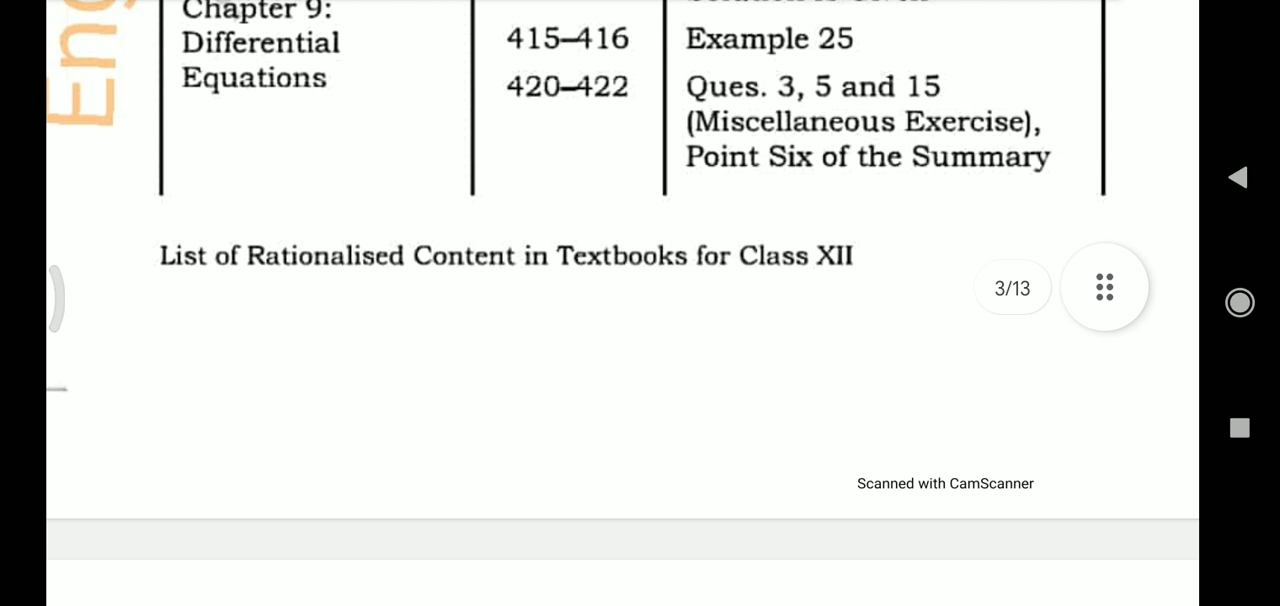 Eng
Chapter 9:
Differential
Equations
415–416
Example 25
420–422
Ques. 3, 5 and 15
(Miscellaneous Exercise),
Point Six of the Summary
List of Rationalised Content in Textbooks for Class XII
3/13
Scanned with CamScanner